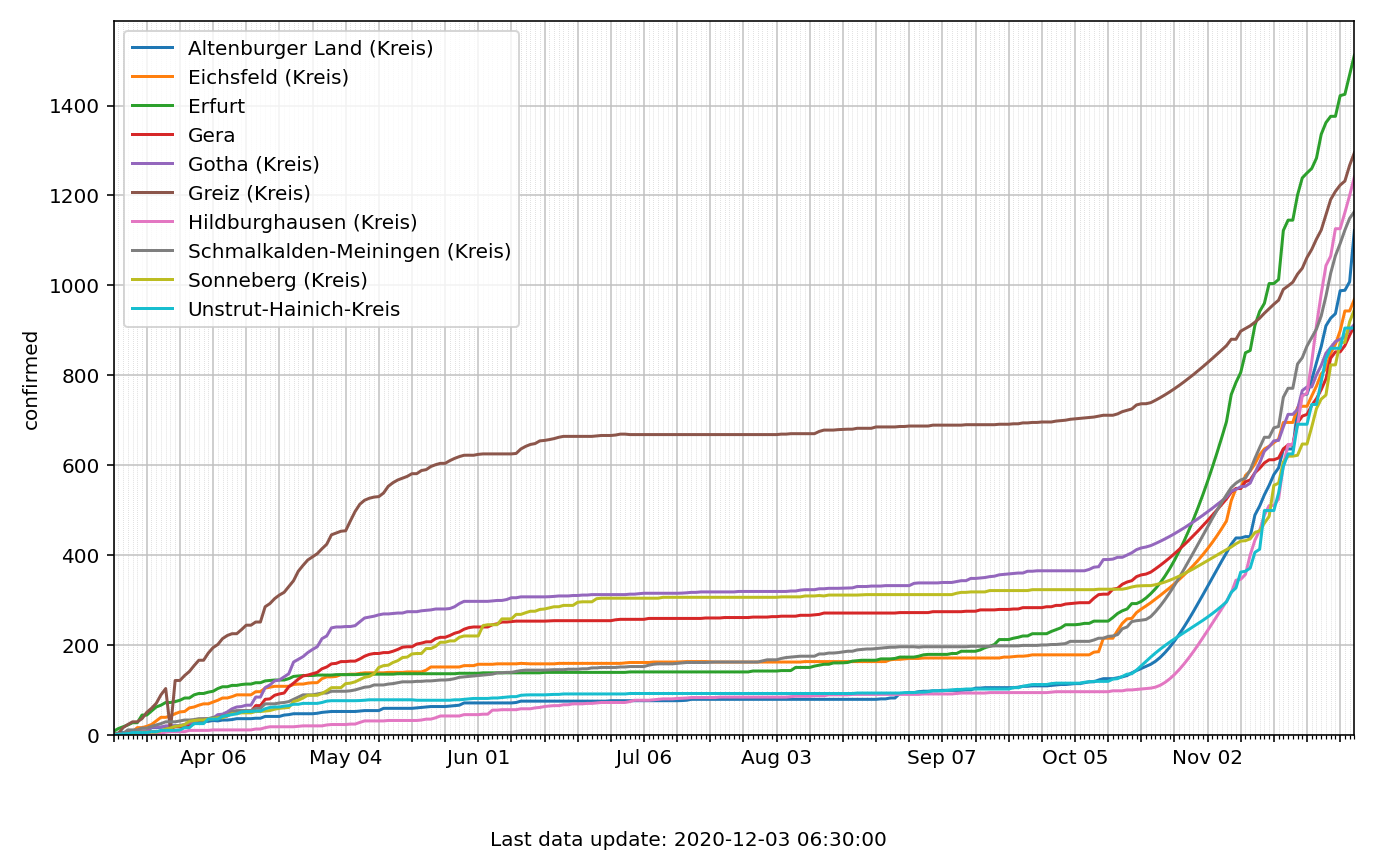 Altenburger Land (Kreis)
Eichsfeld (Kreis)
Erfurt
Gera
Gotha (Kreis)
Greiz (Kreis)
Hildburghausen (Kreis)
Schmalkalden-Meiningen (Kreis)
Sonneberg (Kreis)
Unstrut-Hainich-Kreis
confirmed
1400
1200
1000
800
600
400
200
0
Apr 06 May 04 Jun 01 Jul 06 Aug 03 Sep 07 Oct 05 Nov 02
Last data update: 2020-12-03 06:30:00